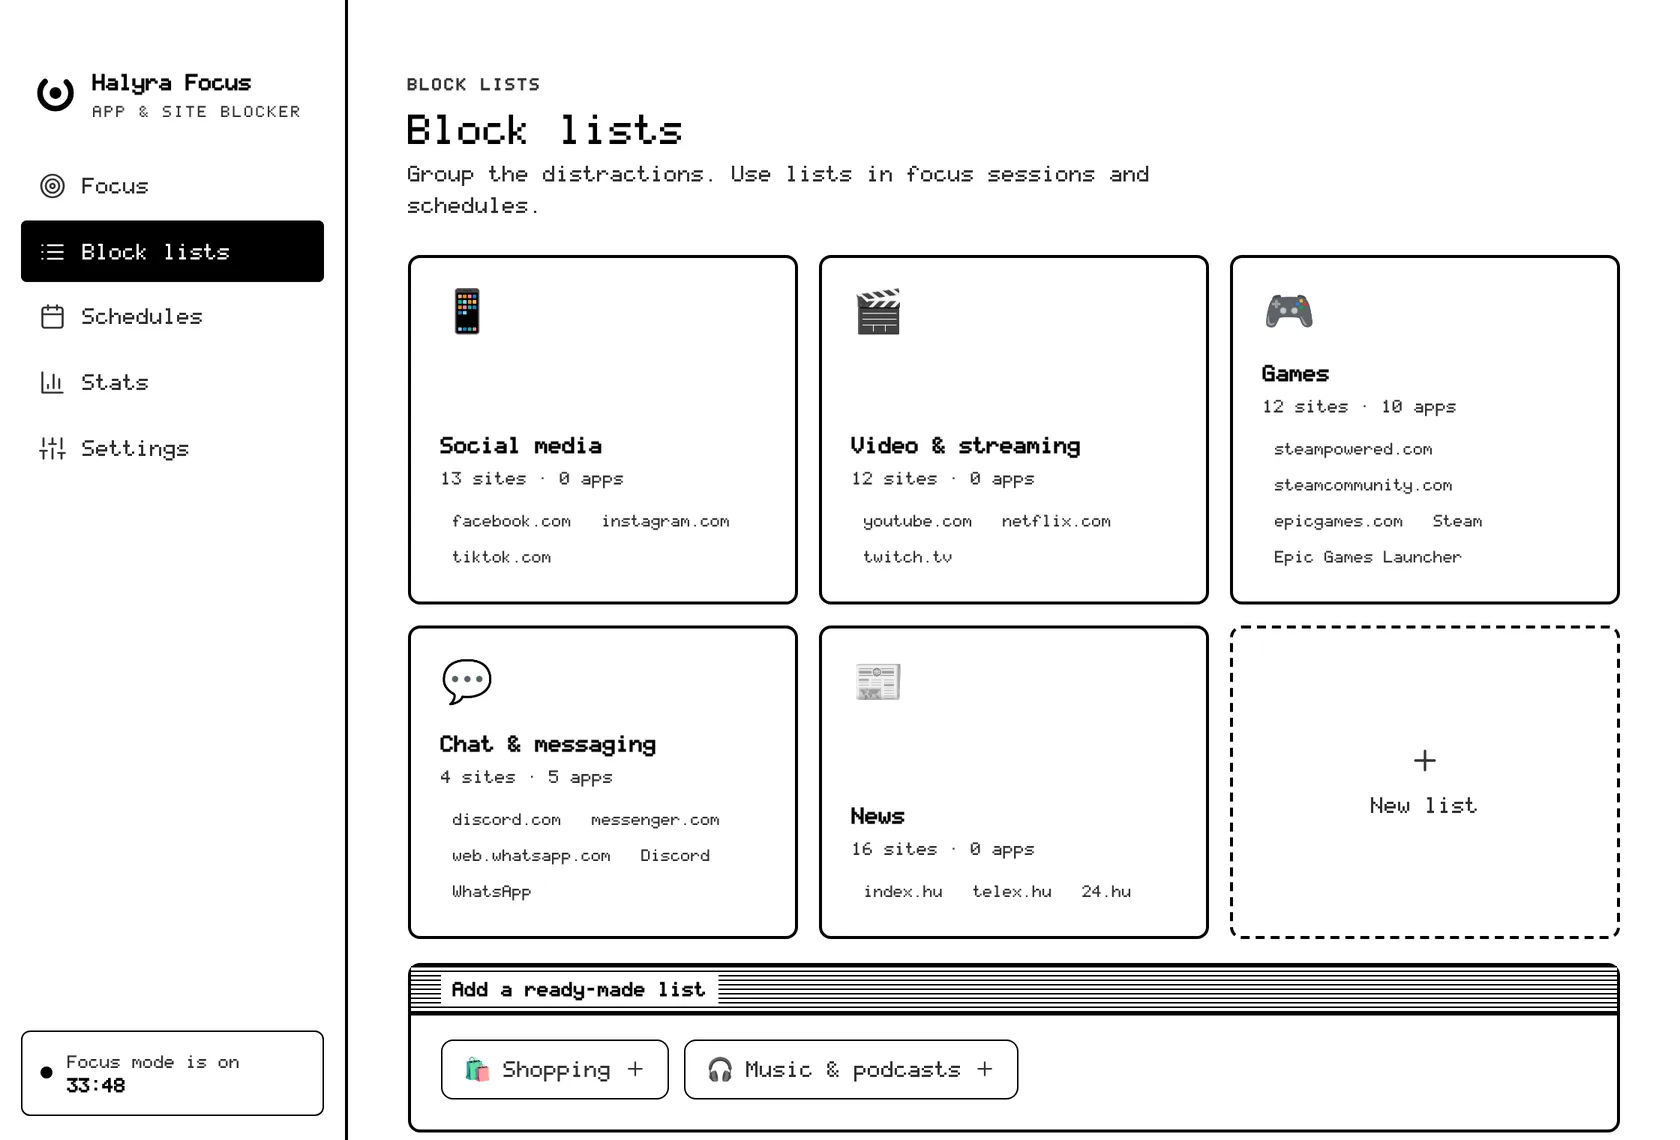 Halyra Focus
APP & SITE BLOCKER
Focus
Block lists
Schedules
Stats
Settings
Focus mode is on
33:48
BLOCK LISTS
Block lists
Group the distractions. Use lists in focus sessions and
schedules.
Social media
13 sites · 0 apps
facebook.com instagram.com
tiktok.com
Video & streaming
12 sites · 0 apps
youtube.com netflix.com
twitch.tv
Games
12 sites · 10 apps
steampowered.com
steamcommunity.com
epicgames.com Steam
Epic Games Launcher
Chat & messaging
4 sites · 5 apps
discord.com messenger.com
web.whatsapp.com Discord
WhatsApp
News
16 sites · 0 apps
index.hu telex.hu 24.hu
+
New list
Add a ready-made list
Shopping +
Music & podcasts +